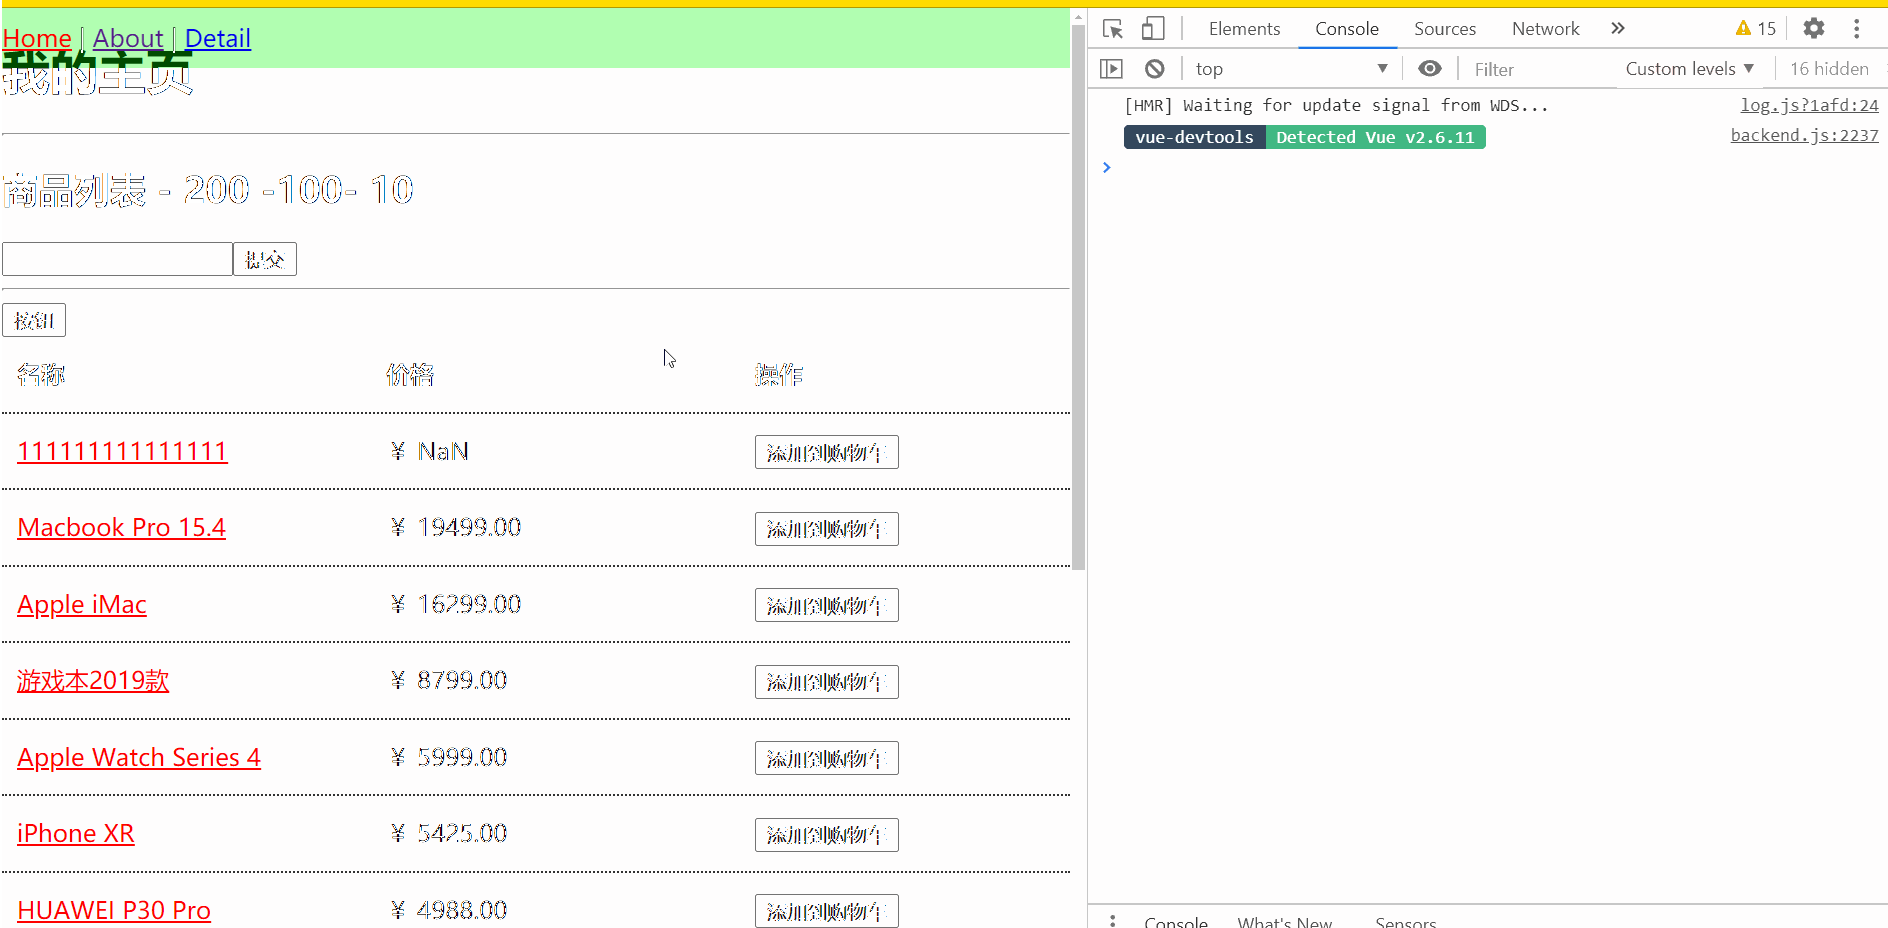 Home | About | Detail
我的主页
商品列表 - 200 -100- 10
提交
按钮
名称 价格 操作
111111111111111 ¥ NaN 添加到购物车
Macbook Pro 15.4 ¥ 19499.00 添加到购物车
Apple iMac ¥ 16299.00 添加到购物车
游戏本2019款 ¥ 8799.00 添加到购物车
Apple Watch Series 4 ¥ 5999.00 添加到购物车
iPhone XR ¥ 5425.00 添加到购物车
HUAWEI P30 Pro ¥ 4988.00 添加到购物车
Elements Console Sources Network » 15
top ▼ Filter Custom levels ▼ 16 hidden
[HMR] Waiting for update signal from WDS... log.js?1afd:24
vue-devtools Detected Vue v2.6.11 backend.js:2237
Console What's New Sensors